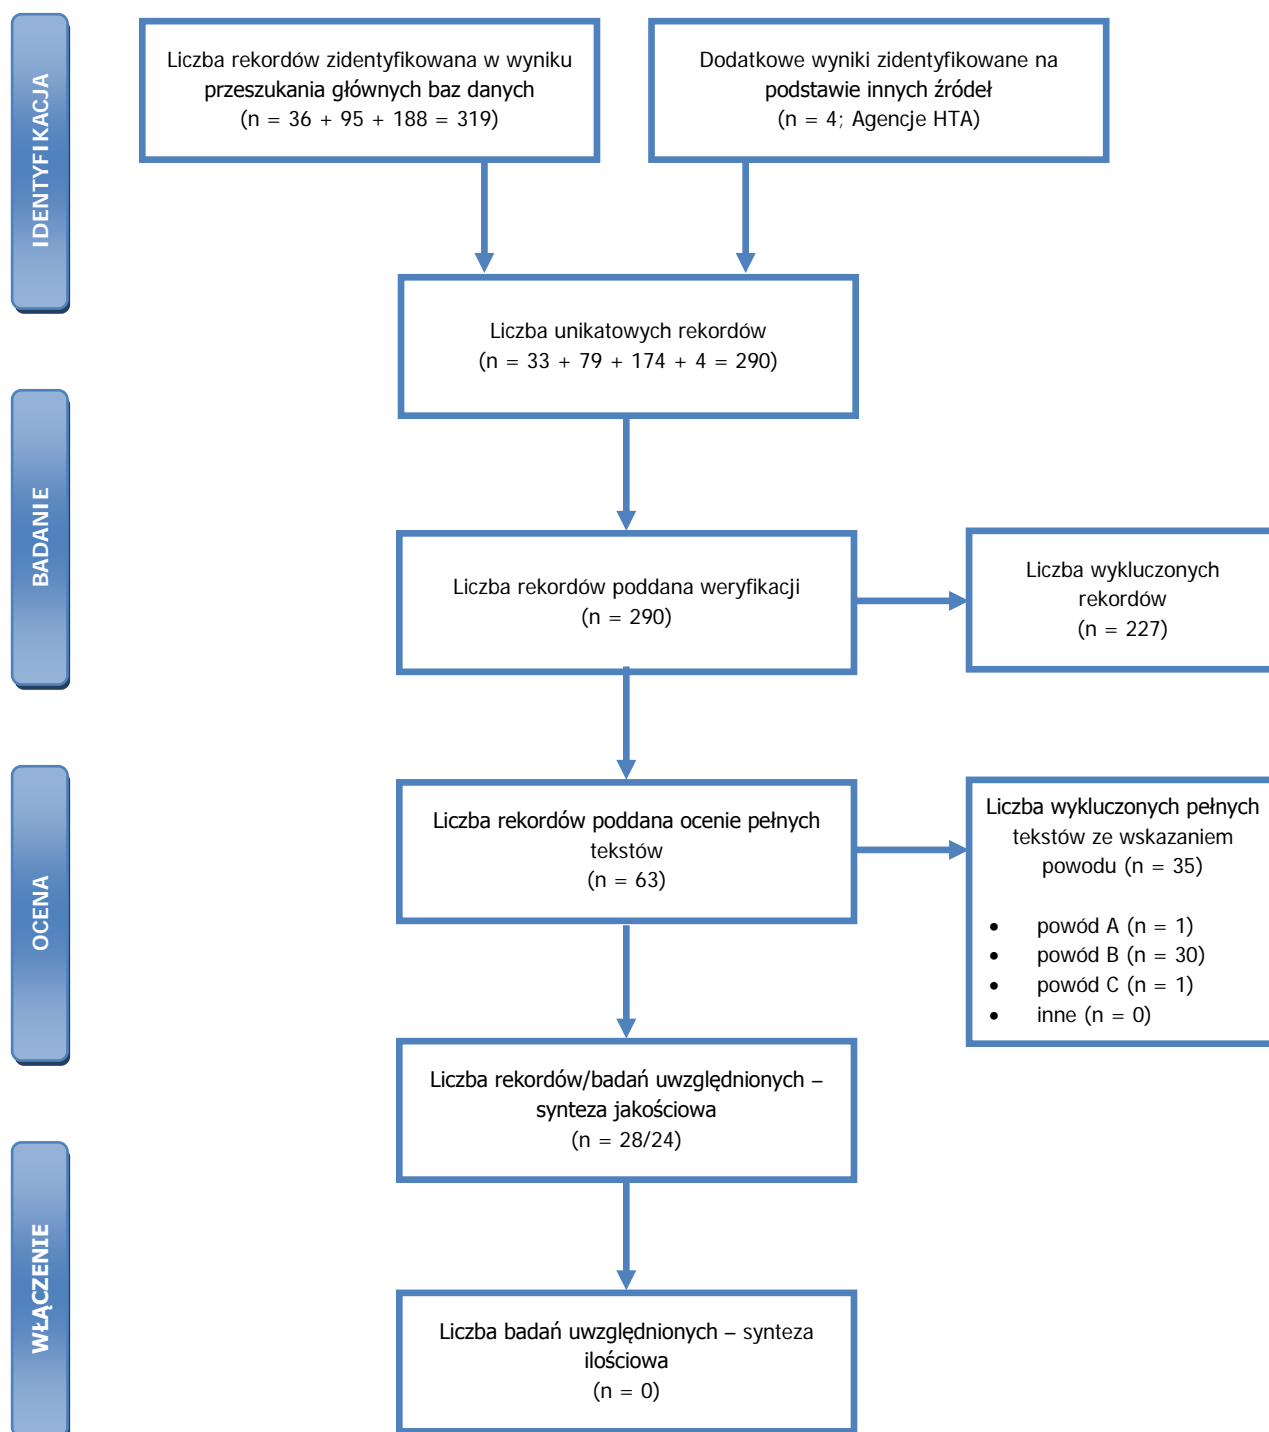 IDENTYFIKACJA
Liczba rekordów zidentyfikowana w wyniku
przeszukania głównych baz danych
(n = 36 + 95 + 188 = 319)
Dodatkowe wyniki zidentyfikowane na
podstawie innych źródeł
(n = 4; Agencje HTA)
Liczba unikatowych rekordów
(n = 33 + 79 + 174 + 4 = 290)
BADANIE
Liczba rekordów poddana weryfikacji
(n = 290)
Liczba wykluczonych
rekordów
(n = 227)
OCENA
Liczba rekordów poddana ocenie pełnych
tekstów
(n = 63)
Liczba wykluczonych pełnych
tekstów ze wskazaniem
powodu (n = 35)
• powód A (n = 1)
• powód B (n = 30)
• powód C (n = 1)
• inne (n = 0)
Liczba rekordów/badań uwzględnionych –
synteza jakościowa
(n = 28/24)
WŁĄCZENIE
Liczba badań uwzględnionych – synteza
ilościowa
(n = 0)